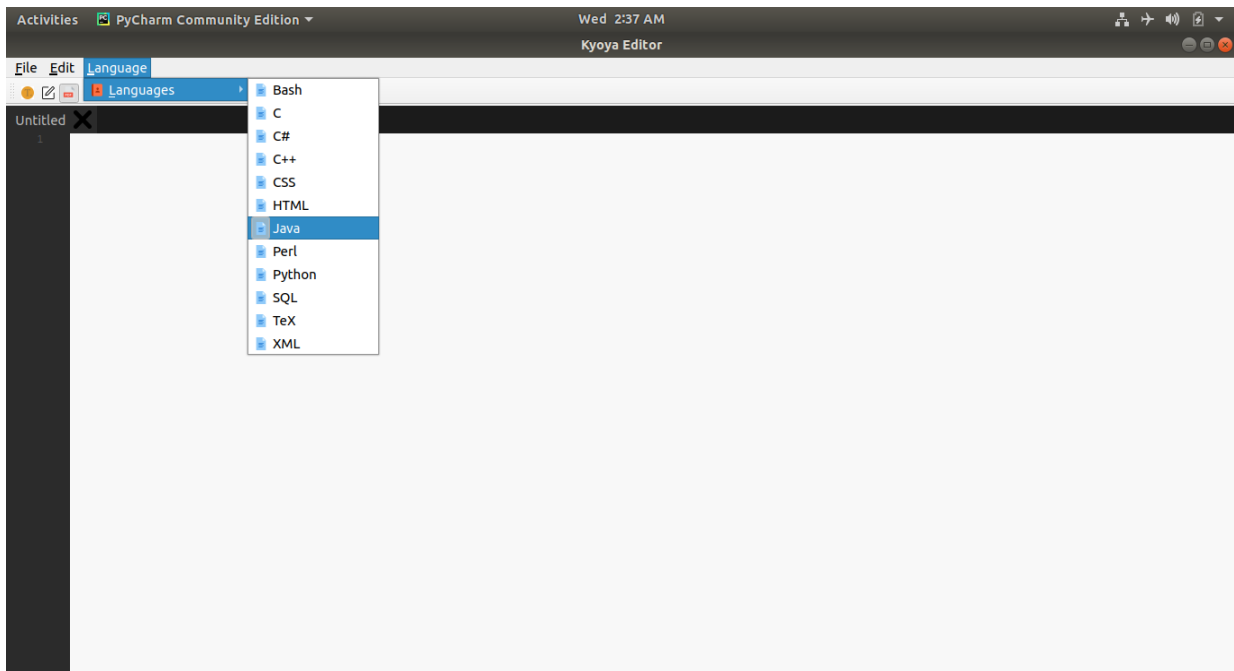 Activities PyCharm Community Edition Wed 2:37 AM
Kyoya Editor
File Edit Language
Languages
Untitled
1
Bash
C
C#
C++
CSS
HTML
Java
Perl
Python
SQL
TeX
XML